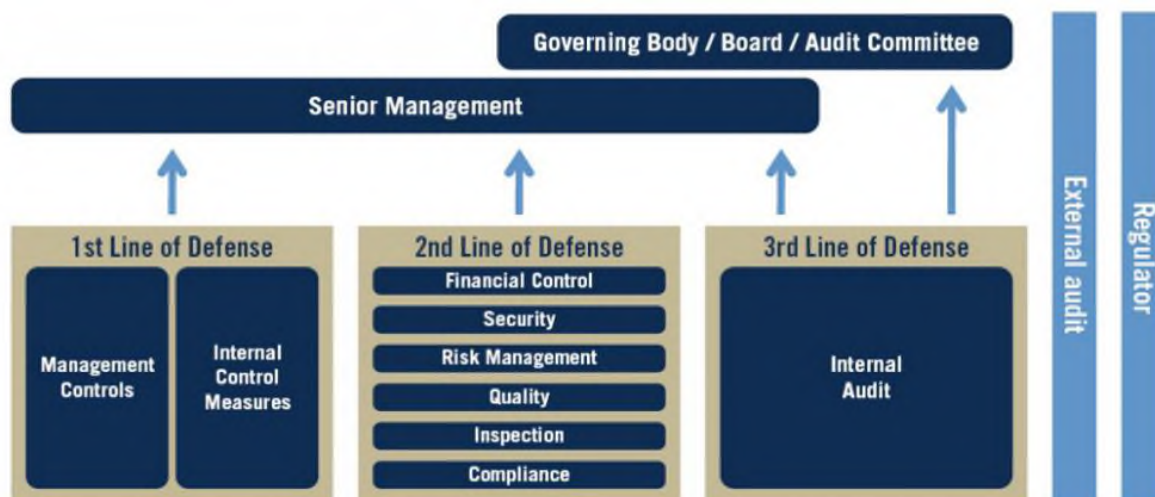 Governing Body / Board / Audit Committee
Senior Management
1st Line of Defense
Management
Controls
Internal
Control
Measures
2nd Line of Defense
Financial Control
Security
Risk Management
Quality
Inspection
Compliance
3rd Line of Defense
Internal
Audit
External audit
Regulator